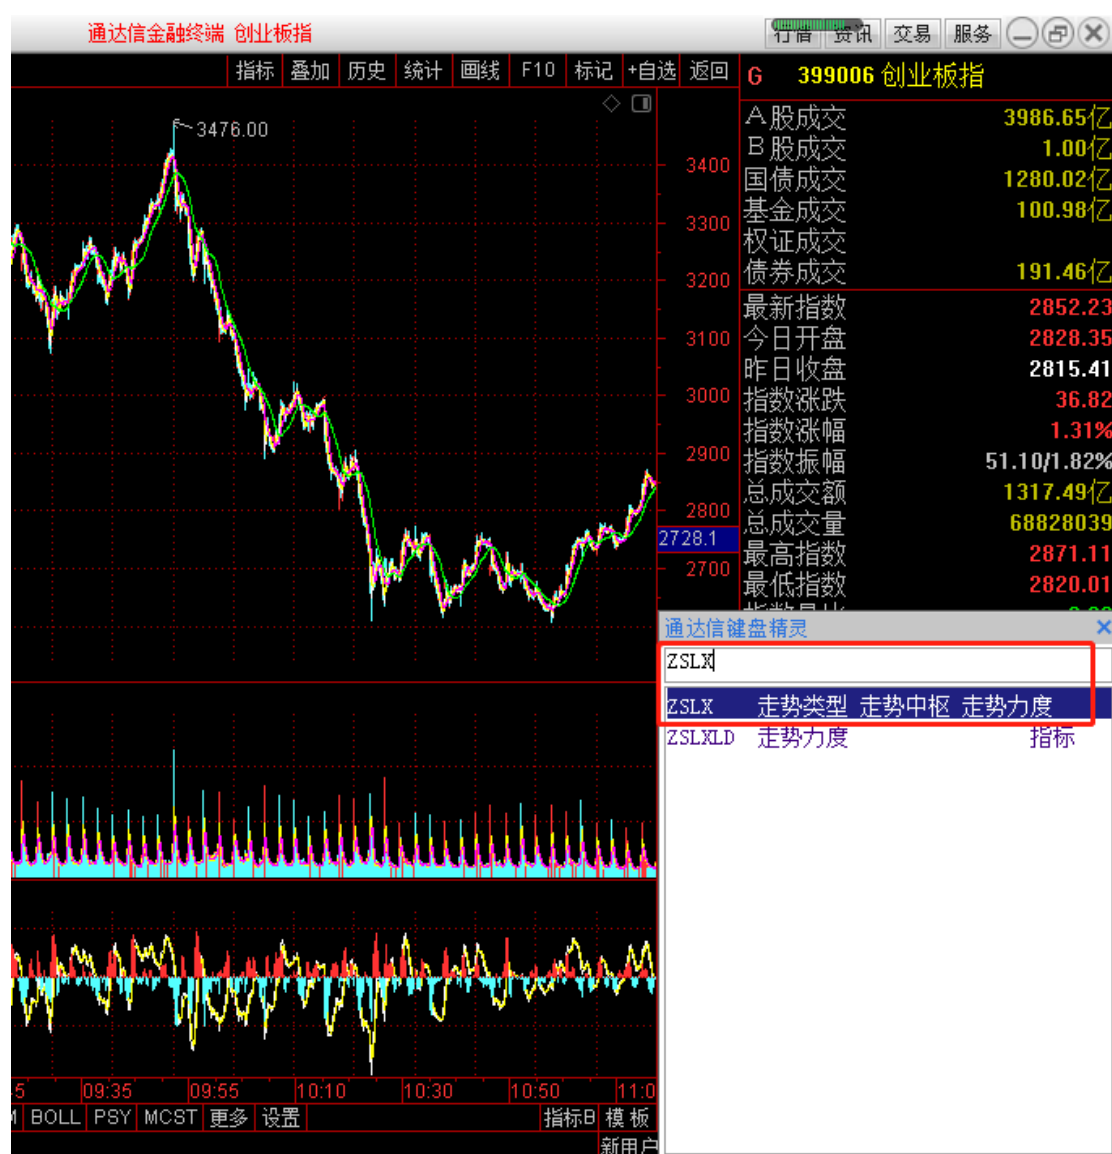 通达信金融终端 创业板指
行情 资讯 交易 服务
指标 叠加 历史 统计 画线 F10 标记 +自选 返回
G 399006 创业板指
3476.00
3400
3300
3200
3100
3000
2900
2800
2728.1
2700
A股成交 3986.65亿
B股成交 1.00亿
国债成交 1280.02亿
基金成交 100.98亿
权证成交
债券成交 191.46亿
最新指数 2852.23
今日开盘 2828.35
昨日收盘 2815.41
指数涨跌 36.82
指数涨幅 1.31%
指数振幅 51.10/1.82%
总成交额 1317.49亿
总成交量 68828039
最高指数 2871.11
最低指数 2820.01
通达信键盘精灵 ×
ZSLX
ZSLX 走势类型 走势中枢 走势力度
ZSLXLD 走势力度 指标
5 09:35 09:55 10:10 10:30 10:50 11:0
BOLL PSY MCST 更多 设置 指标B 模板
新用户